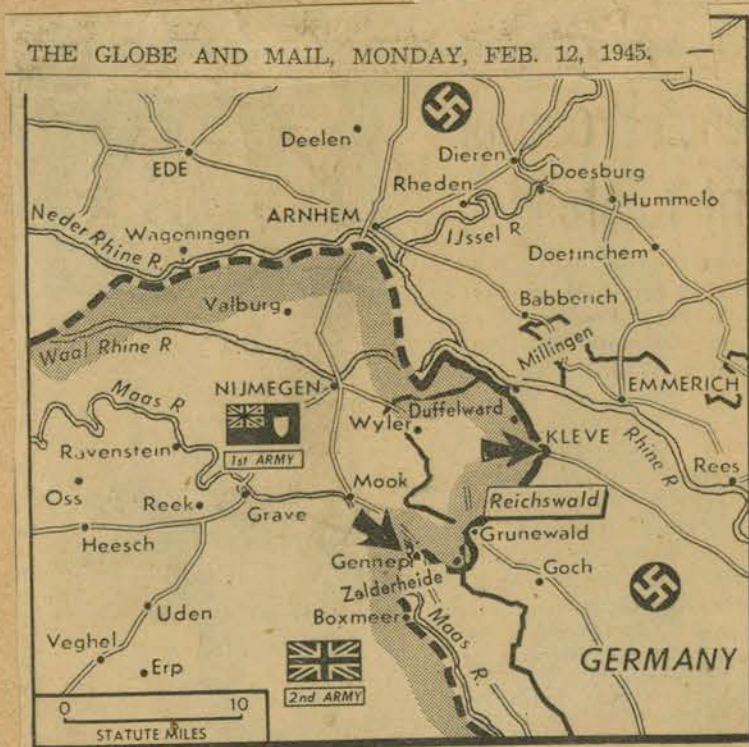 THE GLOBE AND MAIL, MONDAY, FEB. 12, 1945.
Deelen
EDE
Dieren
Doesburg
Rheden
Hummelo
ARNHEM
IJssel R
Neder Rhine R.
Wageningen
Doetinchem
Babberich
Valburg
Waal Rhine R
Millingen
NIJMEGEN
EMMERICH
Maas R
Duffelward
Wyler
KLEVE
Rhine R
Ravenstein
1st ARMY
Rees
Oss
Mook
Reichswald
Reek
Grave
Grunewald
Heesch
Gennep
Goch
Zelderheide
Uden
Boxmeer
Maas R.
Veghel
Erp
GERMANY
2nd ARMY
0 10
STATUTE MILES